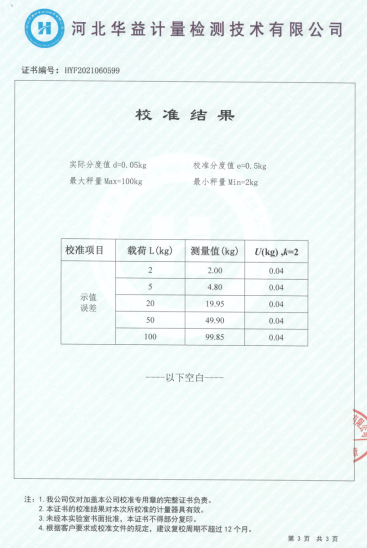 河北华益计量检测技术有限公司
证书编号：HYF2021060599
校 准 结 果
实际分度值 d=0.05kg 校准分度值 e=0.5kg
最大秤量 Max=100kg 最小秤量 Min=2kg
校准项目 载荷 L(kg) 测量值(kg) U(kg) ,k=2
示值误差 2 2.00 0.04
5 4.80 0.04
20 19.95 0.04
50 49.90 0.04
100 99.85 0.04
----以下空白----
注：1. 我公司仅对加盖本公司校准专用章的完整证书负责。
2. 本证书的校准结果对本次所校准的计量器具有效。
3. 未经本实验室书面批准，本证书不得部分复印。
4. 根据客户要求或校准文件的规定，建议复校周期不超过 12 个月。
第 3 页 共 3 页